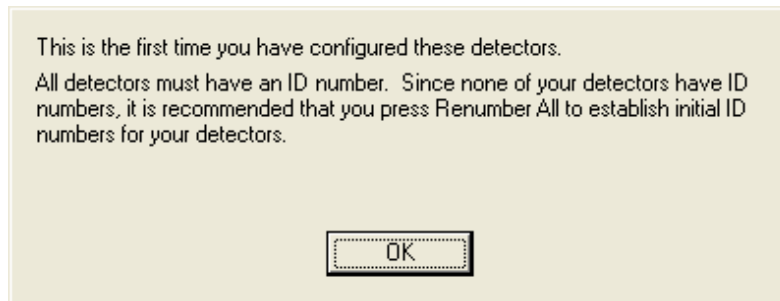 This is the first time you have configured these detectors.
All detectors must have an ID number.  Since none of your detectors have ID
numbers, it is recommended that you press Renumber All to establish initial ID
numbers for your detectors.
OK